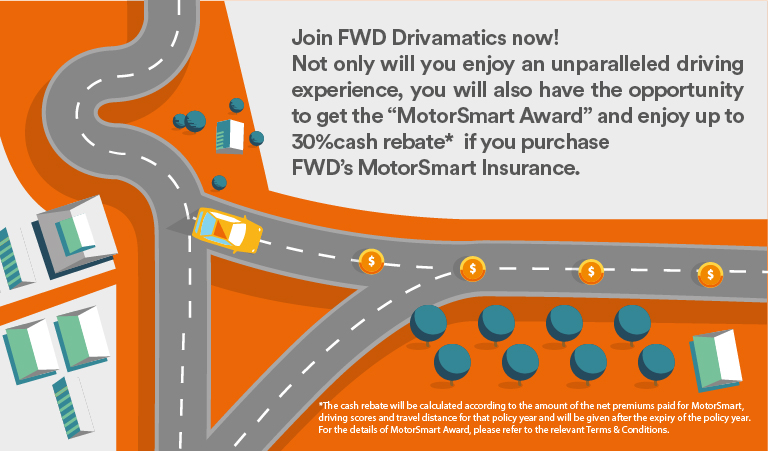 Join FWD Drivamatics now!
Not only will you enjoy an unparalleled driving
experience, you will also have the opportunity
to get the “MotorSmart Award” and enjoy up to
30%cash rebate* if you purchase
FWD’s MotorSmart Insurance.
$ $ $ $
*The cash rebate will be calculated according to the amount of the net premiums paid for MotorSmart,
driving scores and travel distance for that policy year and will be given after the expiry of the policy year.
For the details of MotorSmart Award, please refer to the relevant Terms & Conditions.